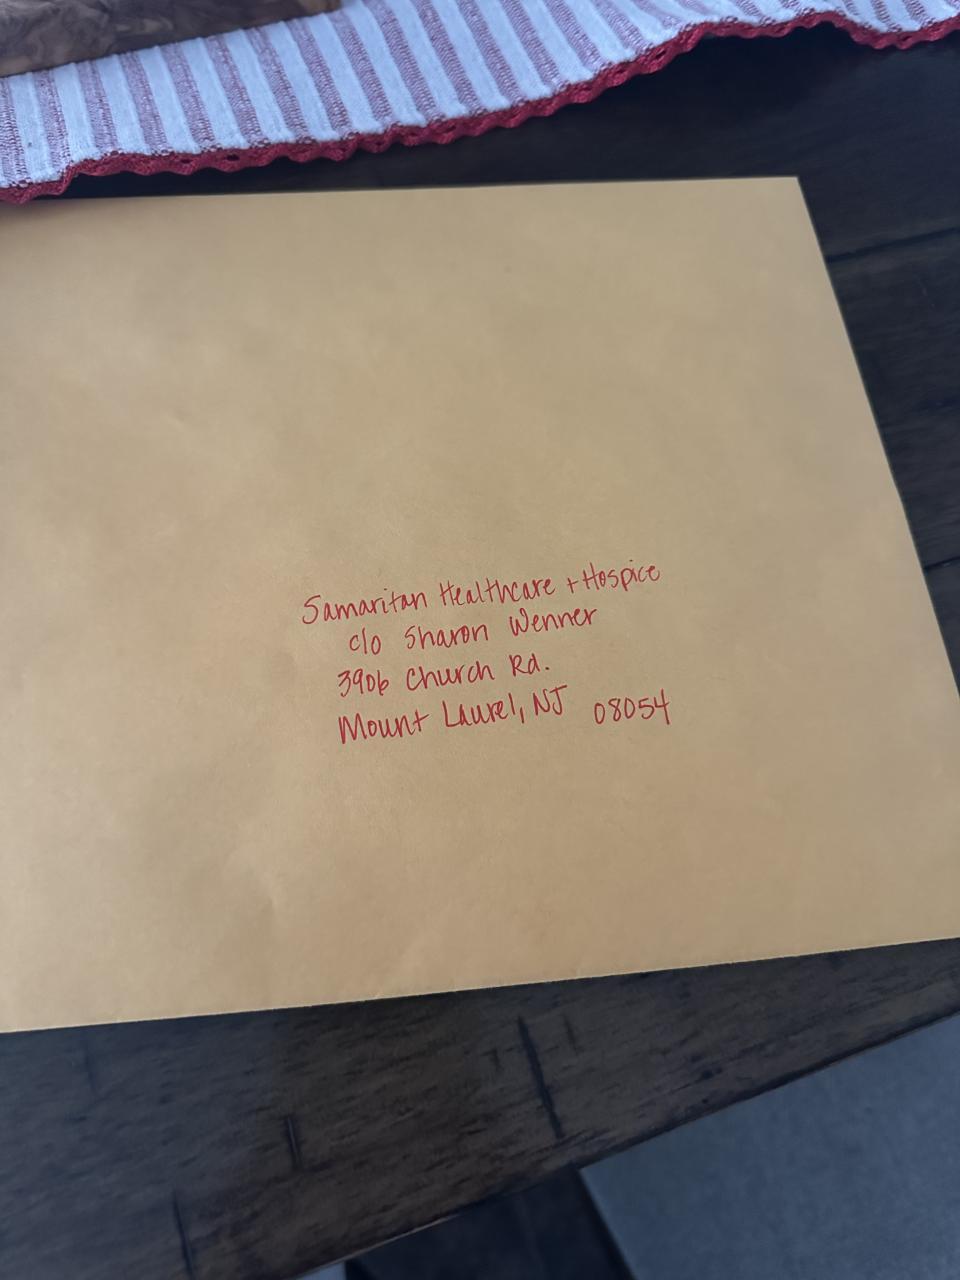 Samaritan Healthcare + Hospice
c/o Sharon Wenner
3906 Church Rd.
Mount Laurel, NJ 08054